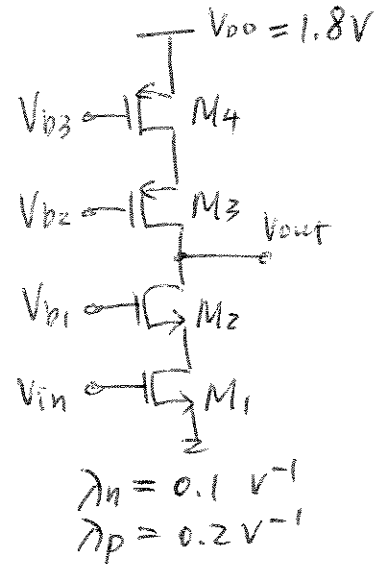 VDD = 1.8V
Vb3 M4
Vb2 M3
Vout
Vb1 M2
Vin M1
λn = 0.1 V⁻¹
λp = 0.2 V⁻¹